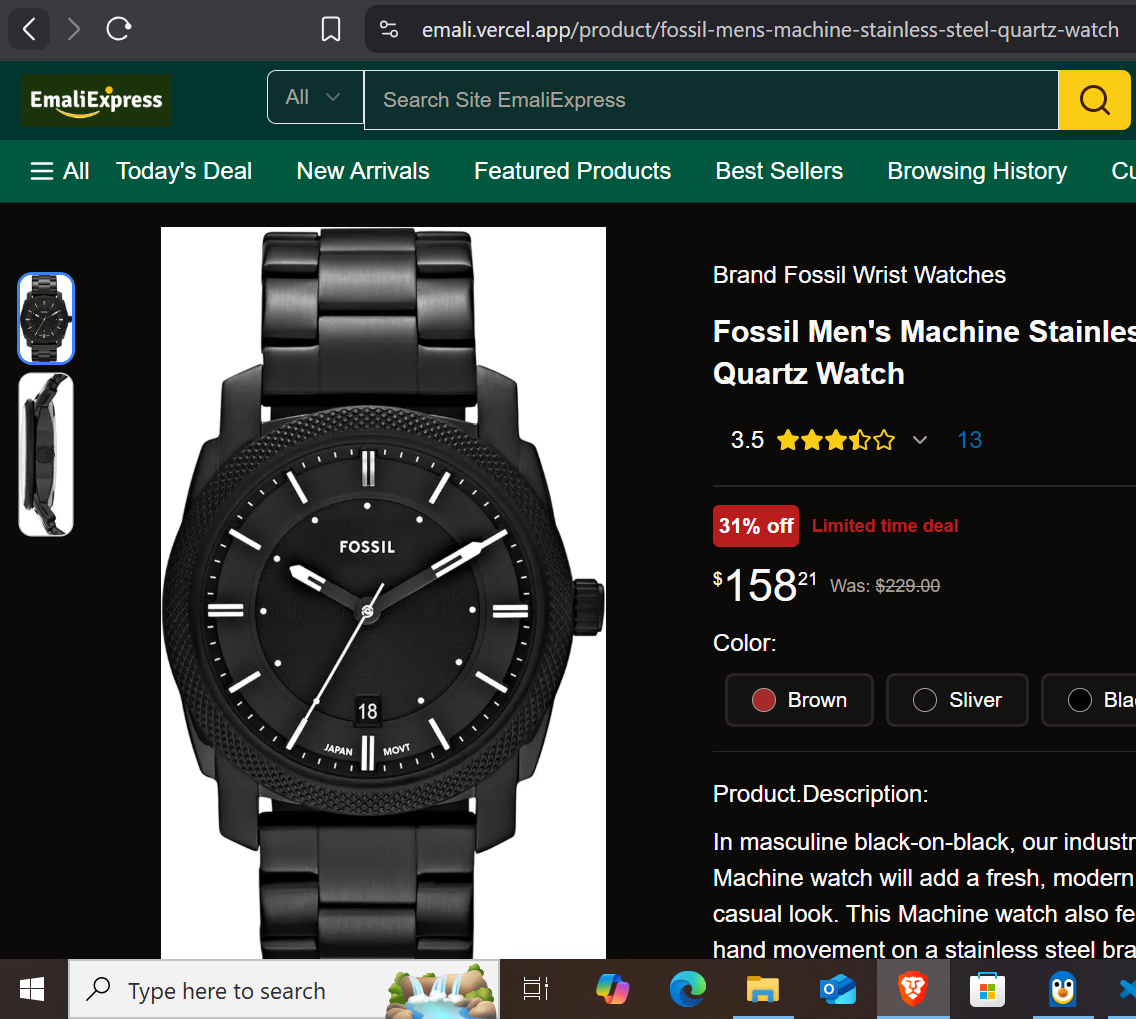 emali.vercel.app/product/fossil-mens-machine-stainless-steel-quartz-watch
EmaliExpress
All
Search Site EmaliExpress
All Today's Deal New Arrivals Featured Products Best Sellers Browsing History Cu
Brand Fossil Wrist Watches
Fossil Men's Machine Stainles
Quartz Watch
3.5 13
31% off Limited time deal
$15821 Was: $229.00
Color:
Brown Sliver Bla
Product.Description:
In masculine black-on-black, our industr
Machine watch will add a fresh, modern
casual look. This Machine watch also fe
hand movement on a stainless steel bra
FOSSIL
18
JAPAN MOVT
Type here to search